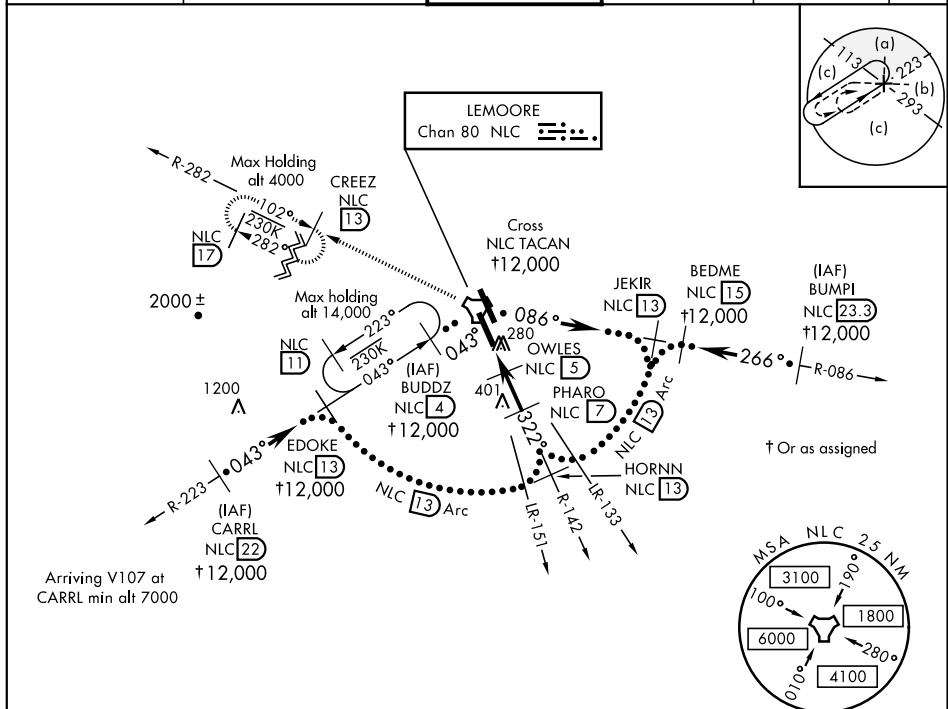 (a)
113
223
(c)
(b)
293
(c)
LEMOORE
Chan 80 NLC
R-282
Max Holding
alt 4000
CREEZ
NLC
13
102°
230K
282°
NLC
17
Cross
NLC TACAN
†12,000
2000 ±
Max holding
alt 14,000
223°
230K
043°
043°
NLC
11
(IAF)
BUDDZ
NLC 4
†12,000
280
086°
JEKIR
NLC 13
BEDME
NLC 15
†12,000
(IAF)
BUMPI
NLC 23.3
†12,000
266°
R-086
OWLES
NLC 5
401
PHARO
NLC 7
322°
NLC 13 Arc
† Or as assigned
1200
043°
EDOKE
NLC 13
†12,000
R-223
(IAF)
CARRL
NLC 22
†12,000
NLC 13 Arc
HORNN
NLC 13
LR-151
R-142
LR-133
Arriving V107 at
CARRL min alt 7000
MSA NLC 25 NM
3100
190°
100°
1800
6000
280°
010°
4100